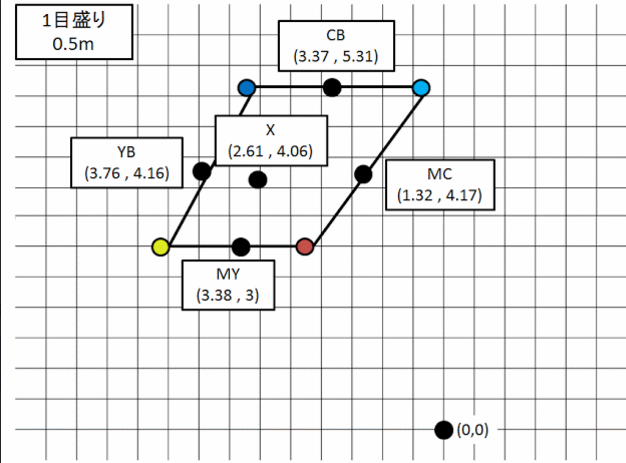 1目盛り
0.5m
CB
(3.37 , 5.31)
X
(2.61 , 4.06)
YB
(3.76 , 4.16)
MC
(1.32 , 4.17)
MY
(3.38 , 3)
(0,0)